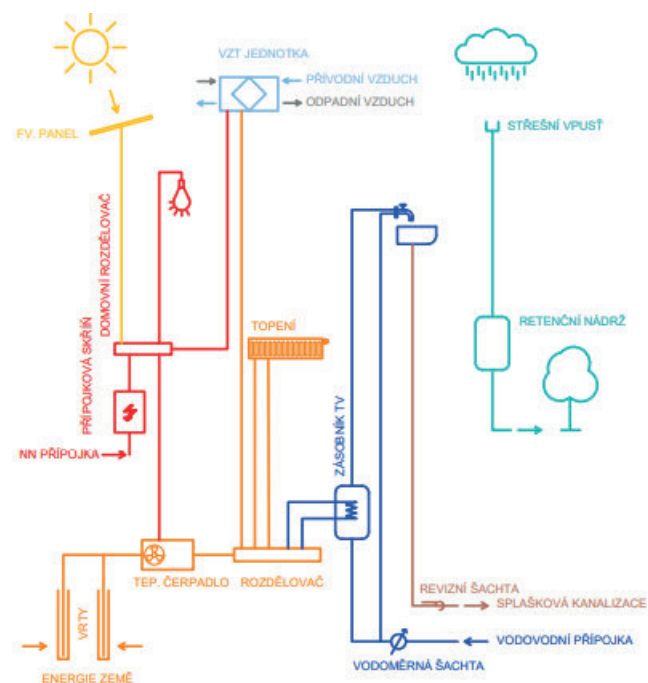 VZT JEDNOTKA
PŘÍVODNÍ VZDUCH
ODPADNÍ VZDUCH
FV. PANEL
STŘEŠNÍ VPUSŤ
DOMOVNÍ ROZDĚLOVAČ
PŘÍPOJKOVÁ SKŘÍŇ
TOPENÍ
RETENČNÍ NÁDRŽ
NN PŘÍPOJKA
ZÁSOBNÍK TV
TEP. ČERPADLO
ROZDĚLOVAČ
REVIZNÍ ŠACHTA
SPLAŠKOVÁ KANALIZACE
VRTY
VODOVODNÍ PŘÍPOJKA
VODOMĚRNÁ ŠACHTA
ENERGIE ZEMĚ